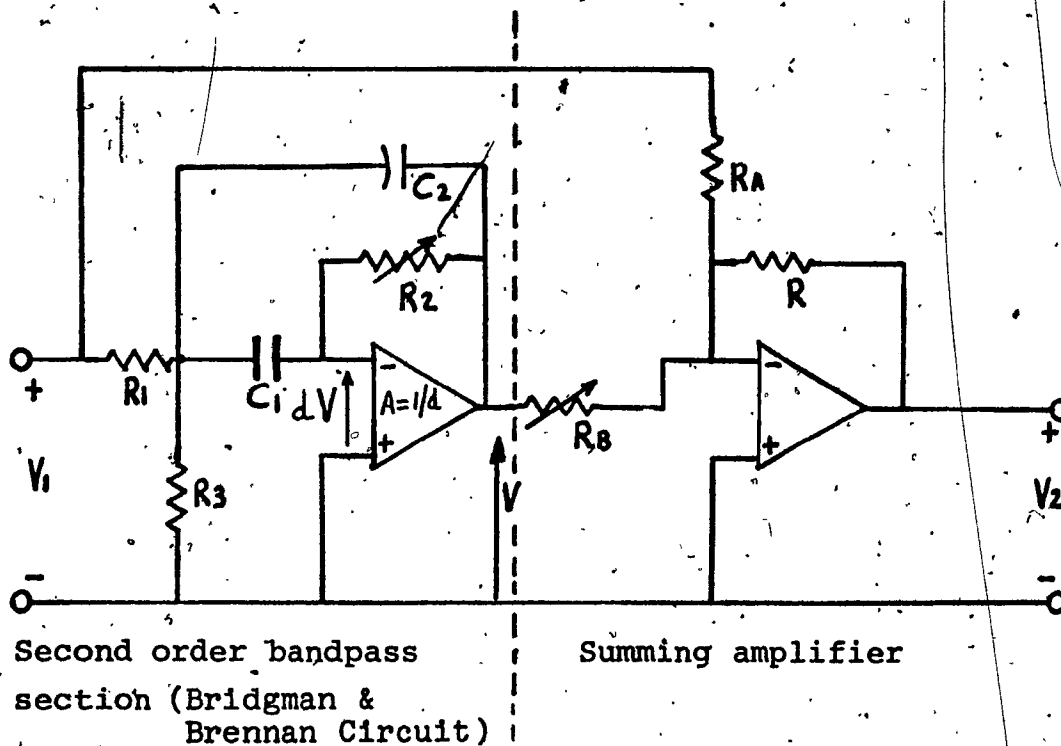 RA
C2
R2
R
R1
C1
dV
-
A=1/d
+
-
+
+
RB
+
V1
R3
V
V2
-
-
Second order bandpass
section (Bridgman &
Brennan Circuit)
Summing amplifier